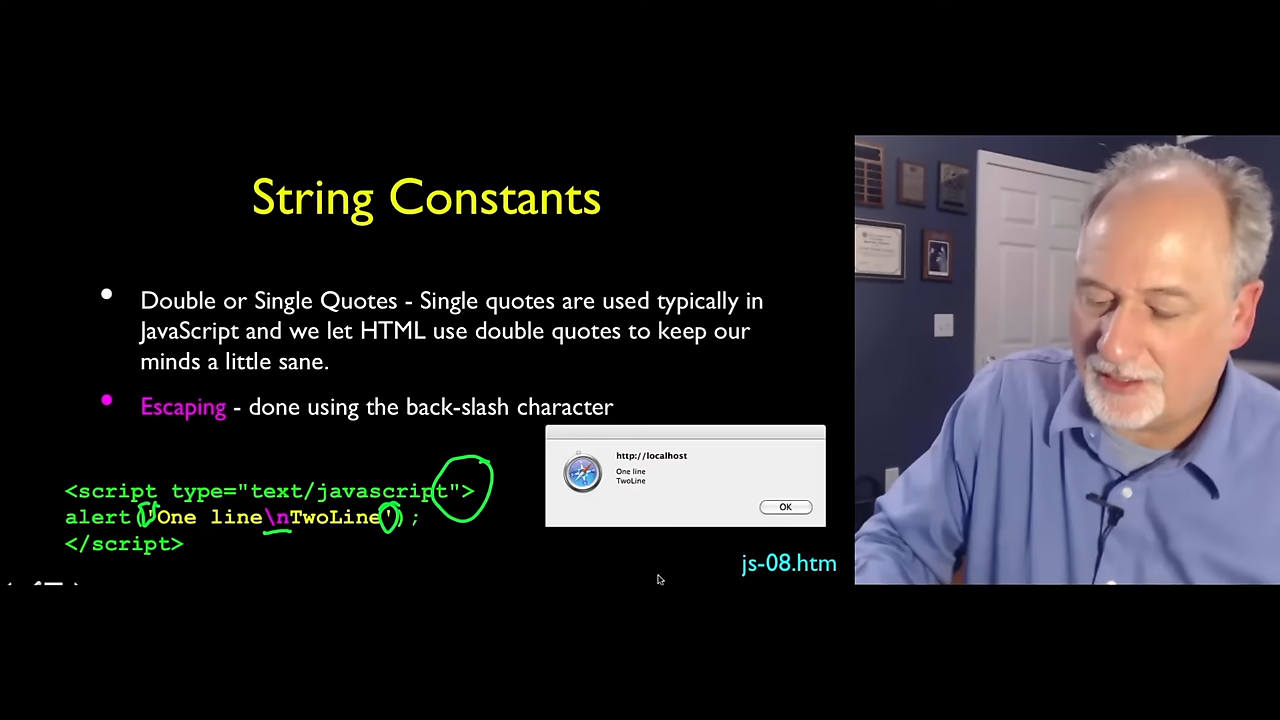 String Constants
• Double or Single Quotes - Single quotes are used typically in
JavaScript and we let HTML use double quotes to keep our
minds a little sane.
• Escaping - done using the back-slash character
<script type="text/javascript">
alert('One line\nTwoLine');
</script>
http://localhost
One line
TwoLine
OK
js-08.htm